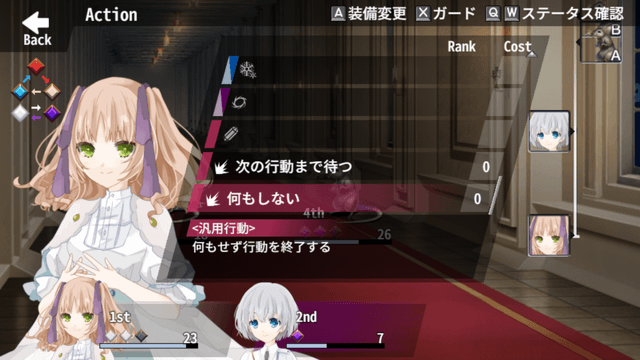 Back
Action
A 装備変更 X ガード Q W ステータス確認
Rank Cost
B
A
次の行動まで待つ 0
何もしない 0
4th
26
<汎用行動>
何もせず行動を終了する
1st
23
2nd
7